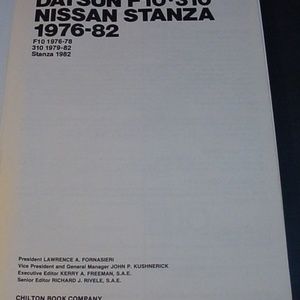 DATSUN F10·310
NISSAN STANZA
1976-82
F10 1976-78
310 1979-82
Stanza 1982
President LAWRENCE A. FORNASIERI
Vice President and General Manager JOHN P. KUSHNERICK
Executive Editor KERRY A. FREEMAN, S.A.E.
Senior Editor RICHARD J. RIVELE, S.A.E.
CHILTON BOOK COMPANY